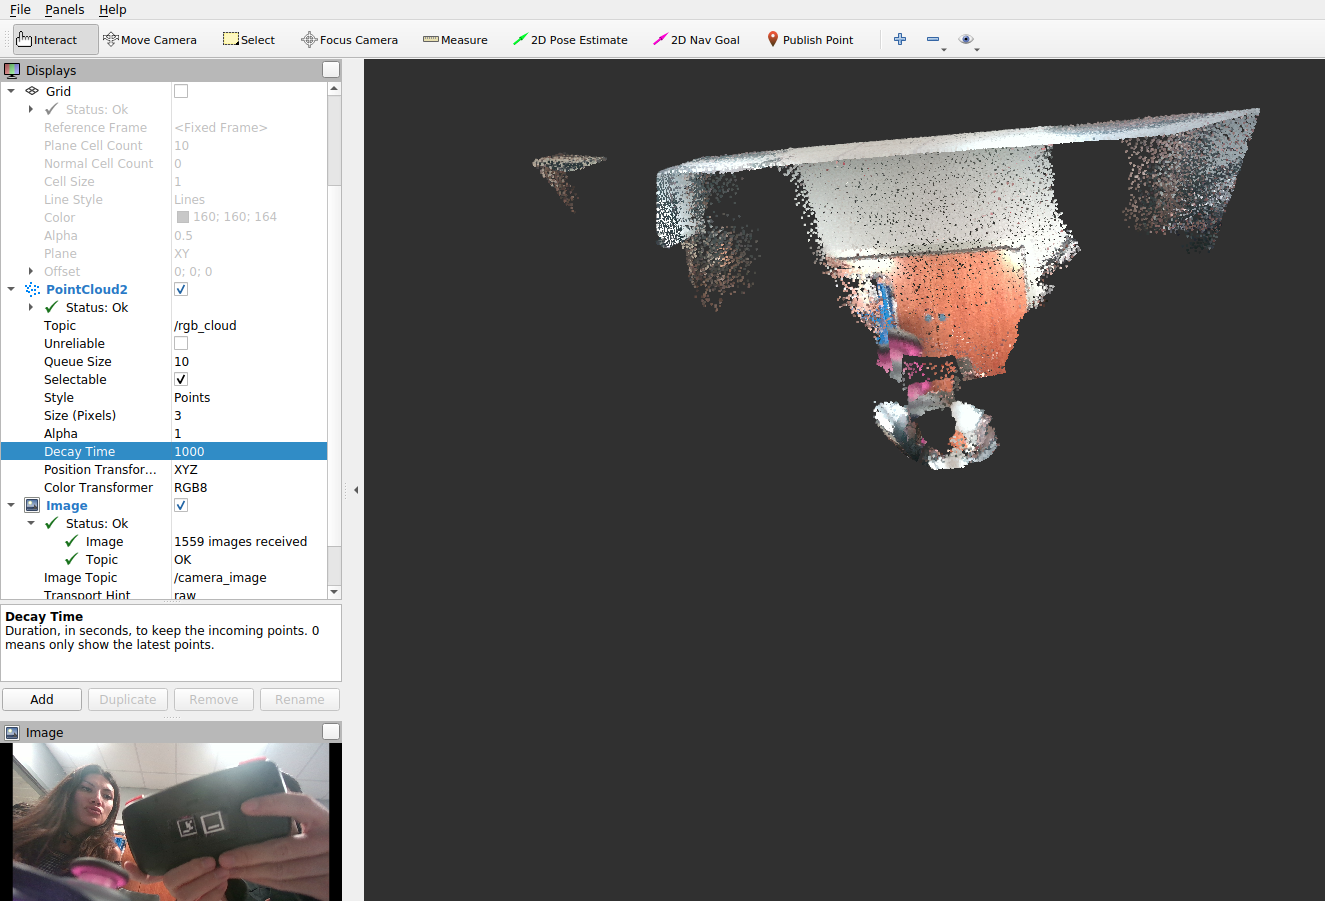 File Panels Help
Interact Move Camera Select Focus Camera Measure 2D Pose Estimate 2D Nav Goal Publish Point
Displays
Grid
Status: Ok
Reference Frame <Fixed Frame>
Plane Cell Count 10
Normal Cell Count 0
Cell Size 1
Line Style Lines
Color 160; 160; 164
Alpha 0.5
Plane XY
Offset 0; 0; 0
PointCloud2
Status: Ok
Topic /rgb_cloud
Unreliable
Queue Size 10
Selectable
Style Points
Size (Pixels) 3
Alpha 1
Decay Time 1000
Position Transfor... XYZ
Color Transformer RGB8
Image
Status: Ok
Image 1559 images received
Topic OK
Image Topic /camera_image
Transport Hint raw
Decay Time
Duration, in seconds, to keep the incoming points. 0
means only show the latest points.
Add Duplicate Remove Rename
Image